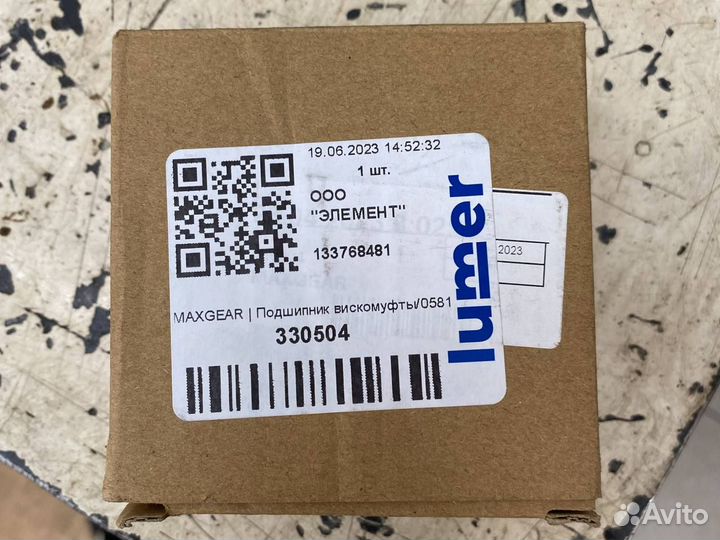 19.06.2023 14:52:32
1 шт.
ООО
"ЭЛЕМЕНТ"
133768481
MAXGEAR | Подшипник вискомуфты/0581
330504
lumer
2023
Avito